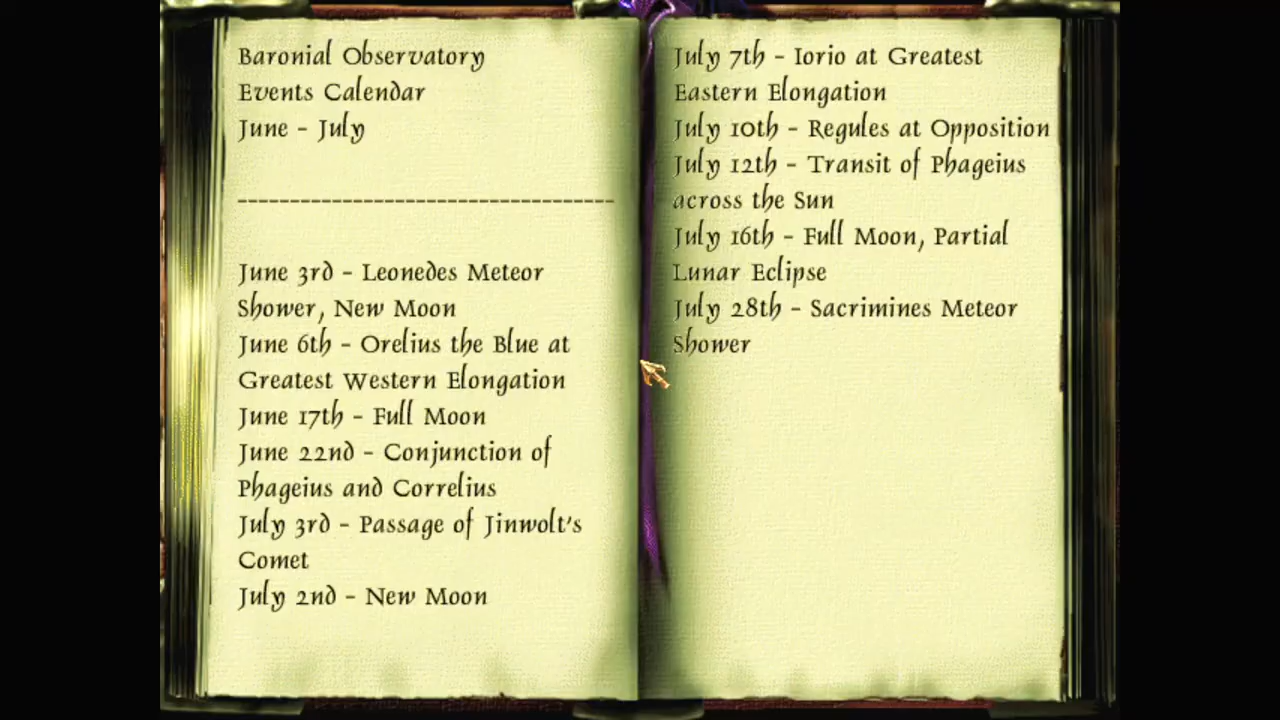 Baronial Observatory
Events Calendar
June - July
------------------------------------
June 3rd - Leonedes Meteor
Shower, New Moon
June 6th - Orelius the Blue at
Greatest Western Elongation
June 17th - Full Moon
June 22nd - Conjunction of
Phageius and Correlius
July 3rd - Passage of Jinwolt's
Comet
July 2nd - New Moon
July 7th - Iorio at Greatest
Eastern Elongation
July 10th - Regules at Opposition
July 12th - Transit of Phageius
across the Sun
July 16th - Full Moon, Partial
Lunar Eclipse
July 28th - Sacrimines Meteor
Shower